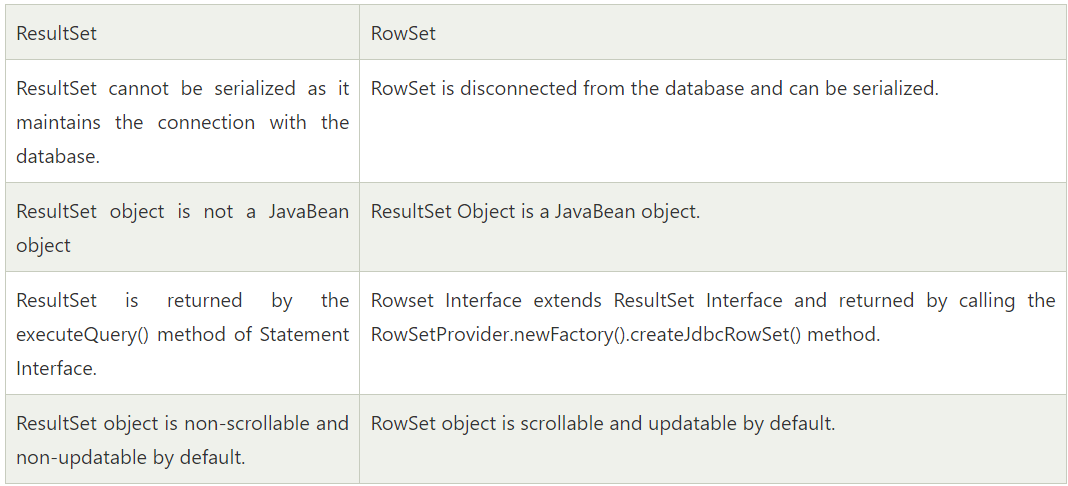 ResultSet
RowSet
ResultSet cannot be serialized as it
maintains the connection with the
database.
RowSet is disconnected from the database and can be serialized.
ResultSet object is not a JavaBean
object
ResultSet Object is a JavaBean object.
ResultSet is returned by the
executeQuery() method of Statement
Interface.
Rowset Interface extends ResultSet Interface and returned by calling the
RowSetProvider.newFactory().createJdbcRowSet() method.
ResultSet object is non-scrollable and
non-updatable by default.
RowSet object is scrollable and updatable by default.